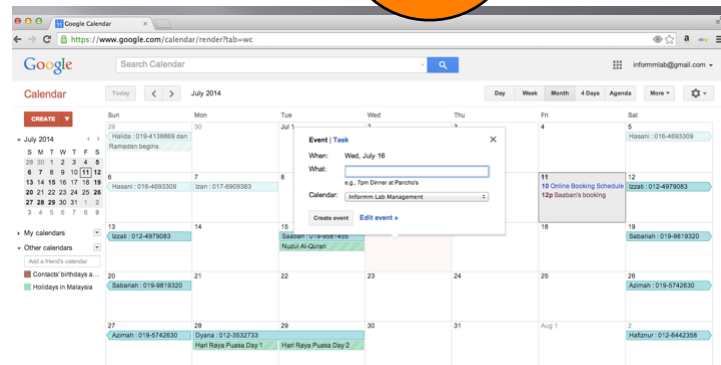 Google Calendar
https://www.google.com/calendar/render?tab=wc
Google
Search Calendar
informmlab@gmail.com
Calendar
Today
July 2014
Day Week Month 4 Days Agenda More
CREATE
July 2014
S M T W T F S
29 30 1 2 3 4 5
6 7 8 9 10 11 12
13 14 15 16 17 18 19
20 21 22 23 24 25 26
27 28 29 30 31 1 2
3 4 5 6 7 8 9
My calendars
Other calendars
Add a friend's calendar
Contacts' birthdays a...
Holidays in Malaysia
Sun Mon Tue Wed Thu Fri Sat
29 30 Jul 1 4 5
Halida : 019-4138869 dan
Hasani : 016-4693309
Ramadan begins
Event | Task
When: Wed, July 16
What:
e.g., 7pm Dinner at Pancho's
Calendar: Informm Lab Management
Create event Edit event »
7 8 11 12
Hasani : 016-4693309
Izan : 017-6909383
10 Online Booking Schedule
12p Saaban's booking
Izzati : 012-4979083
13 14 15 18 19
Izzati : 012-4979083
Saaban : 019-9581455
Nuzul Al-Quran
Sabariah : 019-9819320
20 21 22 23 24 25 26
Sabariah : 019-9819320
Azimah : 019-5742630
27 28 29 30 31 Aug 1 2
Azimah : 019-5742630
Dyana : 012-3532733
Hafiznur : 012-6442358
Hari Raya Puasa Day 1
Hari Raya Puasa Day 2